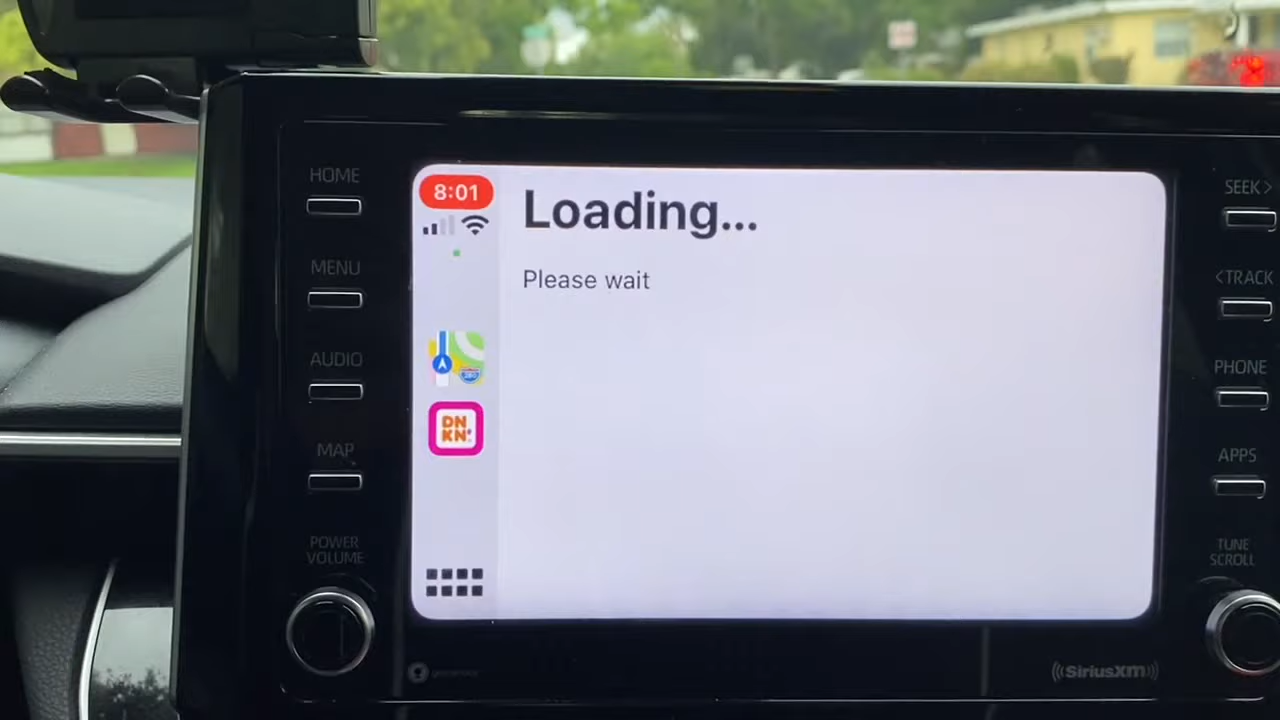 HOME
MENU
AUDIO
MAP
POWER
VOLUME
8:01
DN
KN'
Loading...
Please wait
SEEK >
< TRACK
PHONE
APPS
TUNE
SCROLL
((SiriusXM))